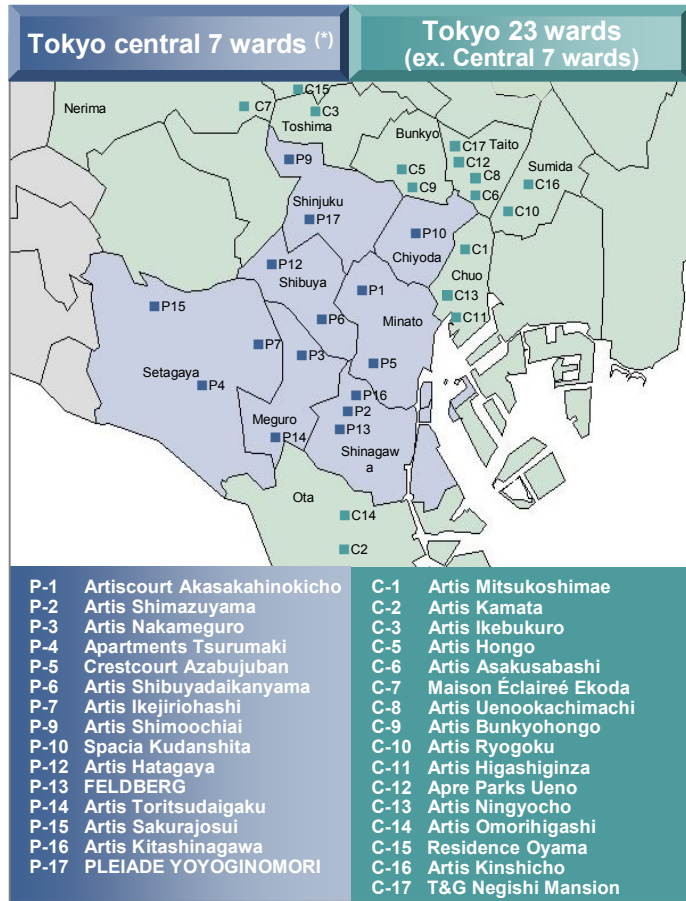 Tokyo central 7 wards (*)
Tokyo 23 wards
(ex. Central 7 wards)
C15
Nerima
C7
C3
Toshima
Bunkyo
C17
Taito
P9
C12
C5
C8
Sumida
C9
C6
C16
Shinjuku
P17
C10
P10
Chiyoda
C1
P12
Shibuya
Chuo
P1
C13
P15
P6
Minato
C11
P7
P3
Setagaya
P5
P4
P16
P2
Meguro
P13
P14
Shinagaw
a
Ota
C14
C2
P-1 Artiscourt Akasakahinokicho
P-2 Artis Shimazuyama
P-3 Artis Nakameguro
P-4 Apartments Tsurumaki
P-5 Crestcourt Azabujuban
P-6 Artis Shibuyadaikanyama
P-7 Artis Ikejiriohashi
P-9 Artis Shimoochiai
P-10 Spacia Kudanshita
P-12 Artis Hatagaya
P-13 FELDBERG
P-14 Artis Toritsudaigaku
P-15 Artis Sakurajosui
P-16 Artis Kitashinagawa
P-17 PLEIADE YOYOGINOMORI
C-1 Artis Mitsukoshimae
C-2 Artis Kamata
C-3 Artis Ikebukuro
C-5 Artis Hongo
C-6 Artis Asakusabashi
C-7 Maison Éclaireé Ekoda
C-8 Artis Uenookachimachi
C-9 Artis Bunkyohongo
C-10 Artis Ryogoku
C-11 Artis Higashiginza
C-12 Apre Parks Ueno
C-13 Artis Ningyocho
C-14 Artis Omorihigashi
C-15 Residence Oyama
C-16 Artis Kinshicho
C-17 T&G Negishi Mansion